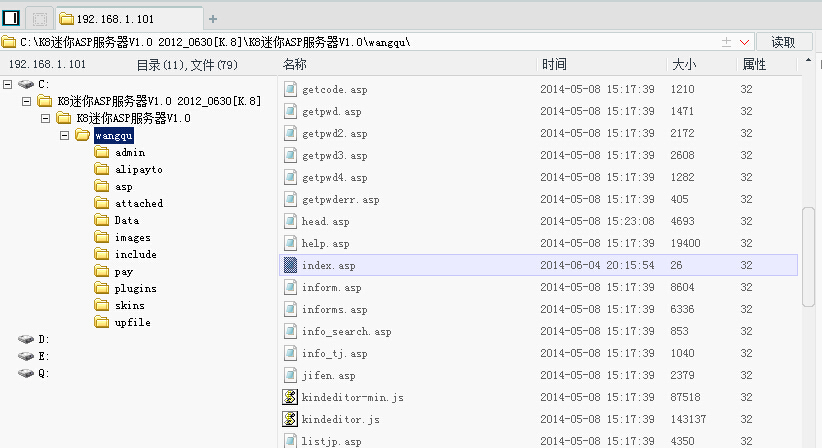 192.168.1.101
C:\K8迷你ASP服务器V1.0 2012_0630[K.8]\K8迷你ASP服务器V1.0\wangqu\ 读取
192.168.1.101 目录(11),文件(79)
C:
K8迷你ASP服务器V1.0 2012_0630[K.8]
K8迷你ASP服务器V1.0
wangqu
admin
alipayto
asp
attached
Data
images
include
pay
plugins
skins
upfile
D:
E:
Q:
名称 时间 大小 属性
getcode.asp 2014-05-08 15:17:39 1210 32
getpwd.asp 2014-05-08 15:17:39 1471 32
getpwd2.asp 2014-05-08 15:17:39 2172 32
getpwd3.asp 2014-05-08 15:17:39 2608 32
getpwd4.asp 2014-05-08 15:17:39 1282 32
getpwderr.asp 2014-05-08 15:17:39 405 32
head.asp 2014-05-08 15:23:08 4693 32
help.asp 2014-05-08 15:17:39 19400 32
index.asp 2014-06-04 20:15:54 26 32
inform.asp 2014-05-08 15:17:39 8604 32
informs.asp 2014-05-08 15:17:39 6336 32
info_search.asp 2014-05-08 15:17:39 853 32
info_tj.asp 2014-05-08 15:17:39 1040 32
jifen.asp 2014-05-08 15:17:39 2379 32
kindeditor-min.js 2014-05-08 15:17:39 87518 32
kindeditor.js 2014-05-08 15:17:39 143137 32
listjp.asp 2014-05-08 15:17:39 4350 32